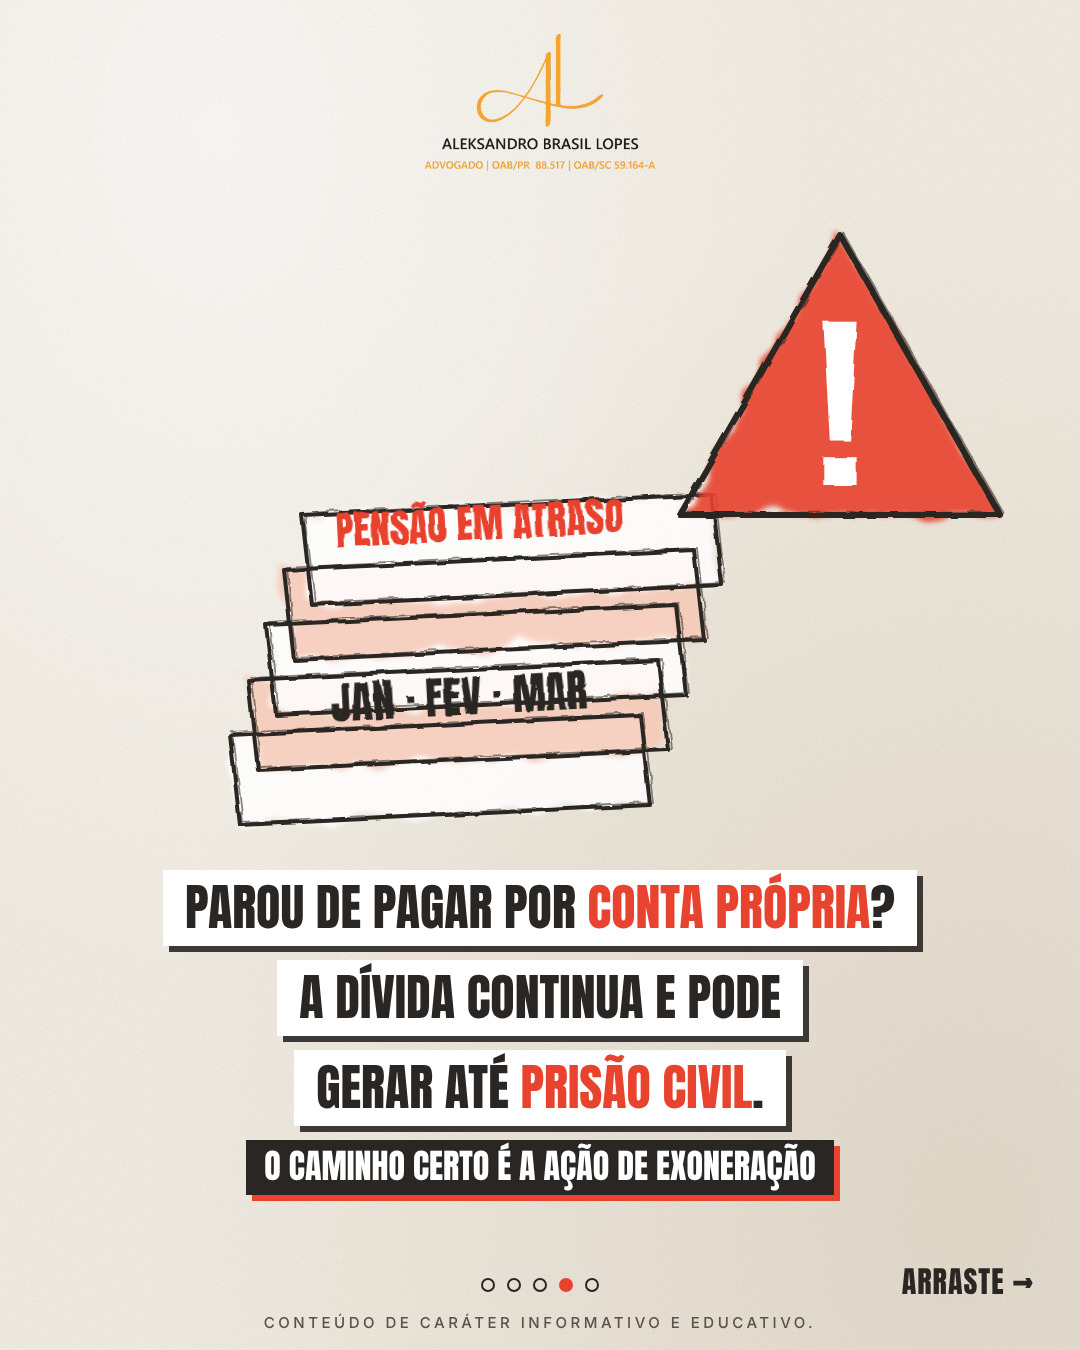 AL
ALEKSANDRO BRASIL LOPES
ADVOGADO | OAB/PR 88.517 | OAB/SC 59.164-A
!
PENSÃO EM ATRASO
JAN · FEV · MAR
PAROU DE PAGAR POR CONTA PRÓPRIA?
A DÍVIDA CONTINUA E PODE
GERAR ATÉ PRISÃO CIVIL.
O CAMINHO CERTO É A AÇÃO DE EXONERAÇÃO
ARRASTE →
CONTEÚDO DE CARÁTER INFORMATIVO E EDUCATIVO.